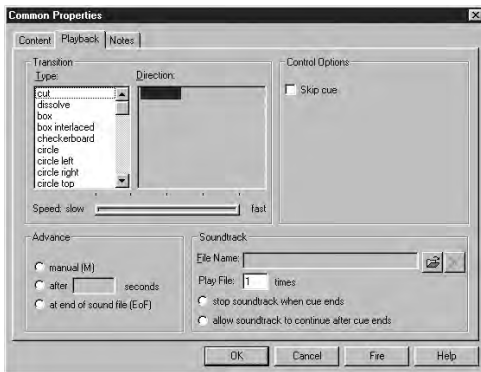 Common Properties
Content Playback Notes
Transition
Type:
Direction:
cut
dissolve
box
box interlaced
checkerboard
circle
circle left
circle right
circle top
Speed: slow fast
Control Options
Skip cue
Advance
manual (M)
after seconds
at end of sound file (EoF)
Soundtrack
File Name:
Play File: 1 times
stop soundtrack when cue ends
allow soundtrack to continue after cue ends
OK Cancel Fire Help